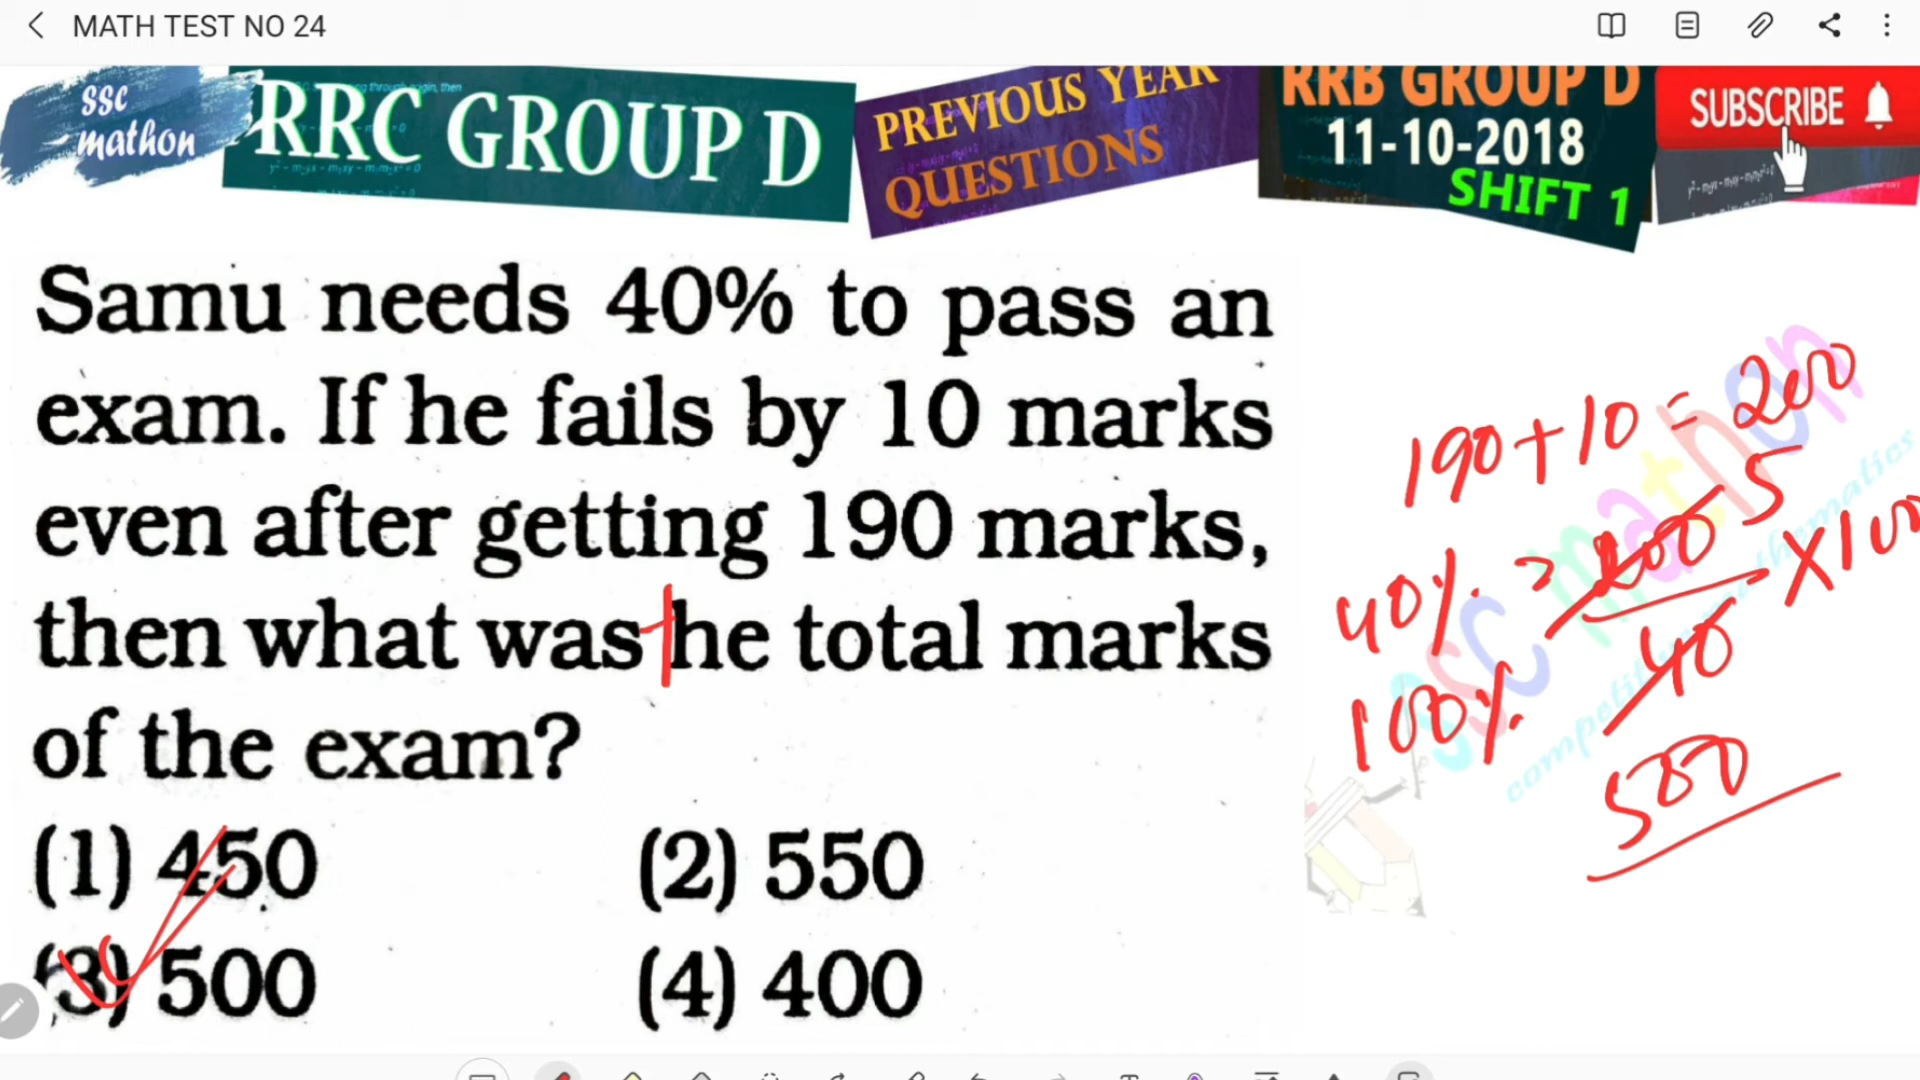 MATH TEST NO 24
ssc
mathon
RRC GROUP D
PREVIOUS YEAR
QUESTIONS
RRB GROUP D
11-10-2018
SHIFT 1
SUBSCRIBE
Samu needs 40% to pass an
exam. If he fails by 10 marks
even after getting 190 marks,
then what was the total marks
of the exam?
(1) 450
(2) 550
(3) 500
(4) 400
190+10=200
40% = 200 5
40
×100
100%
500
ssc mathon